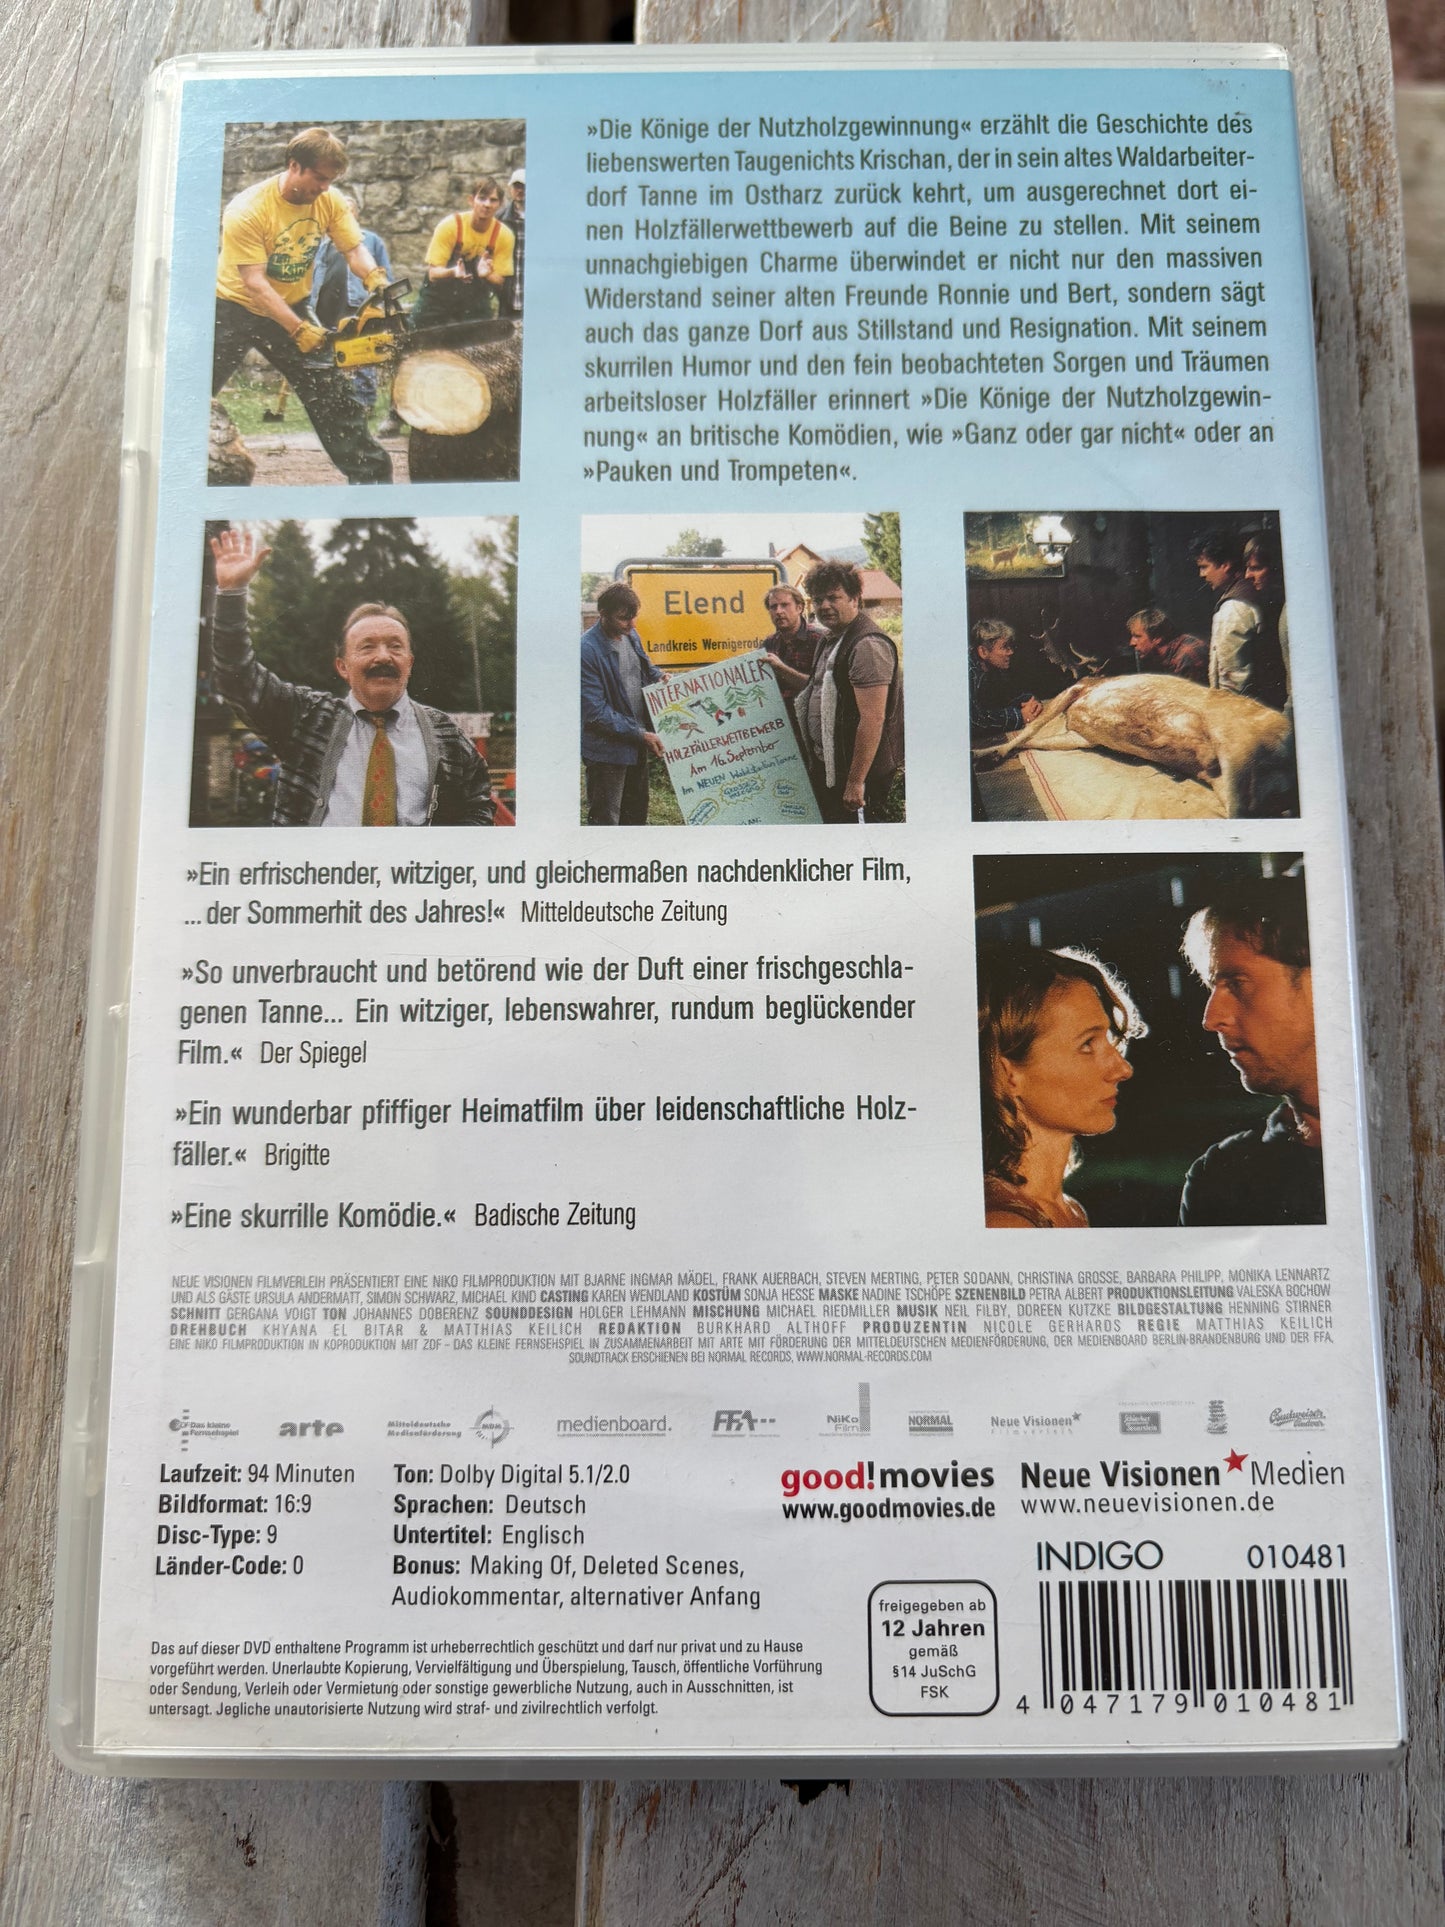 »Die Könige der Nutzholzgewinnung« erzählt die Geschichte des
liebenswerten Taugenichts Krischan, der in sein altes Waldarbeiter-
dorf Tanne im Ostharz zurück kehrt, um ausgerechnet dort ei-
nen Holzfällerwettbewerb auf die Beine zu stellen. Mit seinem
unnachgiebigen Charme überwindet er nicht nur den massiven
Widerstand seiner alten Freunde Ronnie und Bert, sondern sägt
auch das ganze Dorf aus Stillstand und Resignation. Mit seinem
skurrilen Humor und den fein beobachteten Sorgen und Träumen
arbeitsloser Holzfäller erinnert »Die Könige der Nutzholzgewin-
nung« an britische Komödien, wie »Ganz oder gar nicht« oder an
»Pauken und Trompeten«.
Elend
Landkreis Wernigerode
INTERNATIONALER
HOLZFÄLLERWETTBEWERB
Am 16. September
»Ein erfrischender, witziger, und gleichermaßen nachdenklicher Film,
... der Sommerhit des Jahres!« Mitteldeutsche Zeitung
»So unverbraucht und betörend wie der Duft einer frischgeschla-
genen Tanne... Ein witziger, lebenswahrer, rundum beglückender
Film.« Der Spiegel
»Ein wunderbar pfiffiger Heimatfilm über leidenschaftliche Holz-
fäller.« Brigitte
»Eine skurrille Komödie.« Badische Zeitung
NEUE VISIONEN FILMVERLEIH PRÄSENTIERT EINE NIKO FILMPRODUKTION MIT BJARNE INGMAR MÄDEL, FRANK AUERBACH, STEVEN MERTING, PETER SODANN, CHRISTINA GROSSE, BARBARA PHILIPP, MONIKA LENNARTZ
UND ALS GÄSTE URSULA ANDERMATT, SIMON SCHWARZ, MICHAEL KIND CASTING KAREN WENDLAND KOSTÜM SONJA HESSE MASKE NADINE TSCHÖPE SZENENBILD PETRA ALBERT PRODUKTIONSLEITUNG VALESKA BOCHOW
SCHNITT GERGANA VOIGT TON JOHANNES DOBERENZ SOUNDDESIGN HOLGER LEHMANN MISCHUNG MICHAEL RIEDMILLER MUSIK NEIL FILBY, DOREEN KUTZKE BILDGESTALTUNG HENNING STIRNER
DREHBUCH KHYANA EL BITAR & MATTHIAS KEILICH REDAKTION BURKHARD ALTHOFF PRODUZENTIN NICOLE GERHARDS REGIE MATTHIAS KEILICH
EINE NIKO FILMPRODUKTION IN KOPRODUKTION MIT ZDF – DAS KLEINE FERNSEHSPIEL IN ZUSAMMENARBEIT MIT ARTE MIT FÖRDERUNG DER MITTELDEUTSCHEN MEDIENFÖRDERUNG, DER MEDIENBOARD BERLIN-BRANDENBURG UND DER FFA,
SOUNDTRACK ERSCHIENEN BEI NORMAL RECORDS, WWW.NORMAL-RECORDS.COM
Das kleine
Fernsehspiel
arte
Mitteldeutsche
Medienförderung
MDM
medienboard.
FFA
NiKo
Film
NORMAL
Neue Visionen
Filmverleih
Budweiser
Laufzeit: 94 Minuten
Bildformat: 16:9
Disc-Type: 9
Länder-Code: 0
Ton: Dolby Digital 5.1/2.0
Sprachen: Deutsch
Untertitel: Englisch
Bonus: Making Of, Deleted Scenes,
Audiokommentar, alternativer Anfang
good!movies
www.goodmovies.de
Neue Visionen Medien
www.neuevisionen.de
INDIGO 010481
freigegeben ab
12 Jahren
gemäß
§14 JuSchG
FSK
4 047179 010481
Das auf dieser DVD enthaltene Programm ist urheberrechtlich geschützt und darf nur privat und zu Hause
vorgeführt werden. Unerlaubte Kopierung, Vervielfältigung und Überspielung, Tausch, öffentliche Vorführung
oder Sendung, Verleih oder Vermietung oder sonstige gewerbliche Nutzung, auch in Ausschnitten, ist
untersagt. Jegliche unautorisierte Nutzung wird straf- und zivilrechtlich verfolgt.